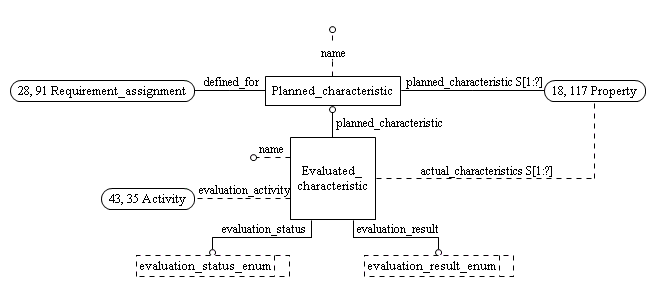 name
28, 91 Requirement_assignment
defined_for
Planned_characteristic
planned_characteristic S[1:?]
18, 117 Property
planned_characteristic
name
Evaluated_
characteristic
actual_characteristics S[1:?]
43, 35 Activity
evaluation_activity
evaluation_status
evaluation_result
evaluation_status_enum
evaluation_result_enum